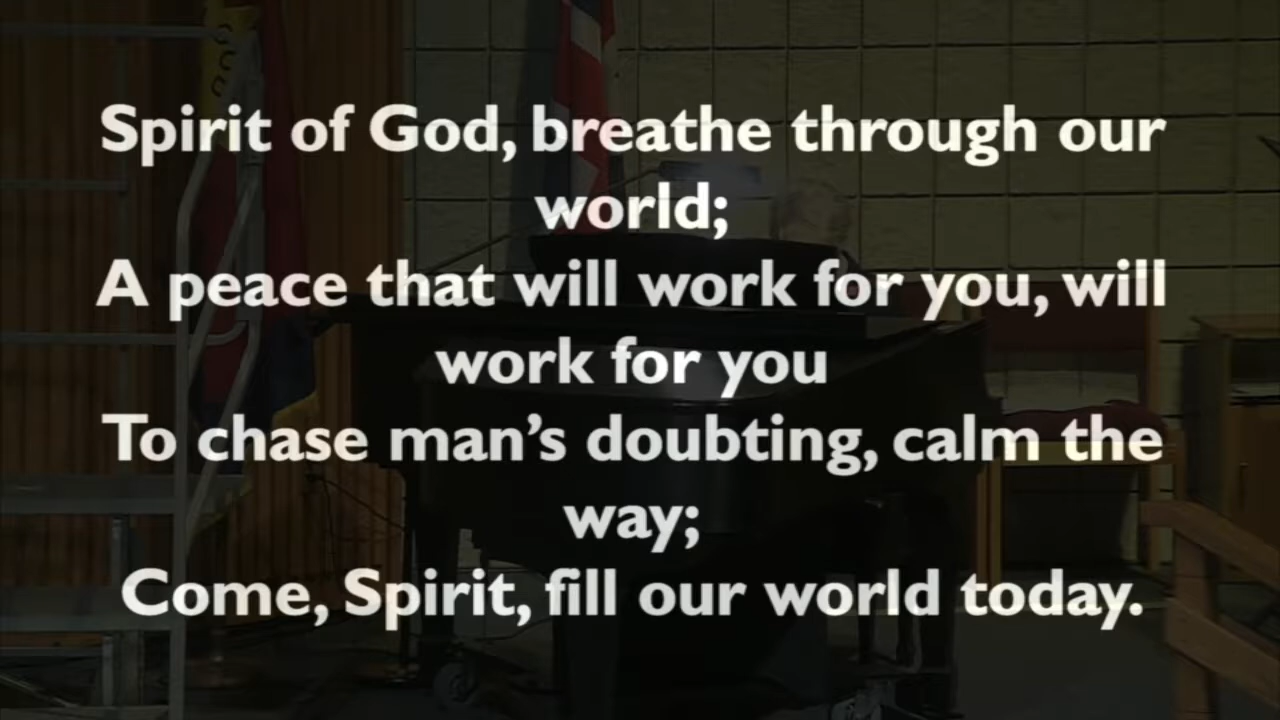 Spirit of God, breathe through our
world;
A peace that will work for you, will
work for you
To chase man’s doubting, calm the
way;
Come, Spirit, fill our world today.